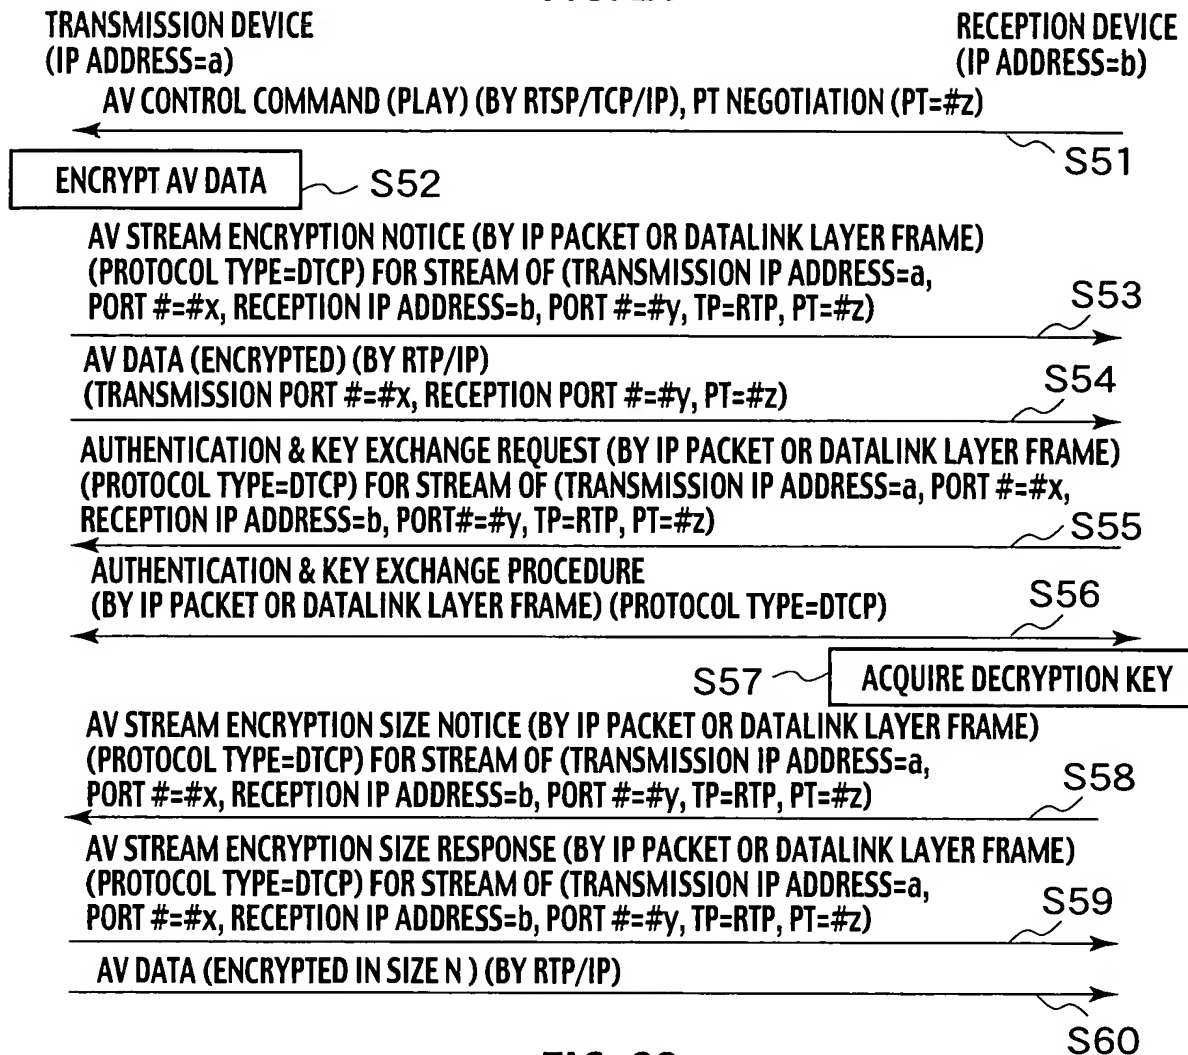 TRANSMISSION DEVICE
(IP ADDRESS=a)
RECEPTION DEVICE
(IP ADDRESS=b)
AV CONTROL COMMAND (PLAY) (BY RTSP/TCP/IP), PT NEGOTIATION (PT=#z)
S51
ENCRYPT AV DATA
S52
AV STREAM ENCRYPTION NOTICE (BY IP PACKET OR DATALINK LAYER FRAME)
(PROTOCOL TYPE=DTCP) FOR STREAM OF (TRANSMISSION IP ADDRESS=a,
PORT #=#x, RECEPTION IP ADDRESS=b, PORT #=#y, TP=RTP, PT=#z)
S53
AV DATA (ENCRYPTED) (BY RTP/IP)
(TRANSMISSION PORT #=#x, RECEPTION PORT #=#y, PT=#z)
S54
AUTHENTICATION & KEY EXCHANGE REQUEST (BY IP PACKET OR DATALINK LAYER FRAME)
(PROTOCOL TYPE=DTCP) FOR STREAM OF (TRANSMISSION IP ADDRESS=a, PORT #=#x,
RECEPTION IP ADDRESS=b, PORT#=#y, TP=RTP, PT=#z)
S55
AUTHENTICATION & KEY EXCHANGE PROCEDURE
(BY IP PACKET OR DATALINK LAYER FRAME) (PROTOCOL TYPE=DTCP)
S56
S57
ACQUIRE DECRYPTION KEY
AV STREAM ENCRYPTION SIZE NOTICE (BY IP PACKET OR DATALINK LAYER FRAME)
(PROTOCOL TYPE=DTCP) FOR STREAM OF (TRANSMISSION IP ADDRESS=a,
PORT #=#x, RECEPTION IP ADDRESS=b, PORT #=#y, TP=RTP, PT=#z)
S58
AV STREAM ENCRYPTION SIZE RESPONSE (BY IP PACKET OR DATALINK LAYER FRAME)
(PROTOCOL TYPE=DTCP) FOR STREAM OF (TRANSMISSION IP ADDRESS=a,
PORT #=#x, RECEPTION IP ADDRESS=b, PORT #=#y, TP=RTP, PT=#z)
S59
AV DATA (ENCRYPTED IN SIZE N ) (BY RTP/IP)
S60